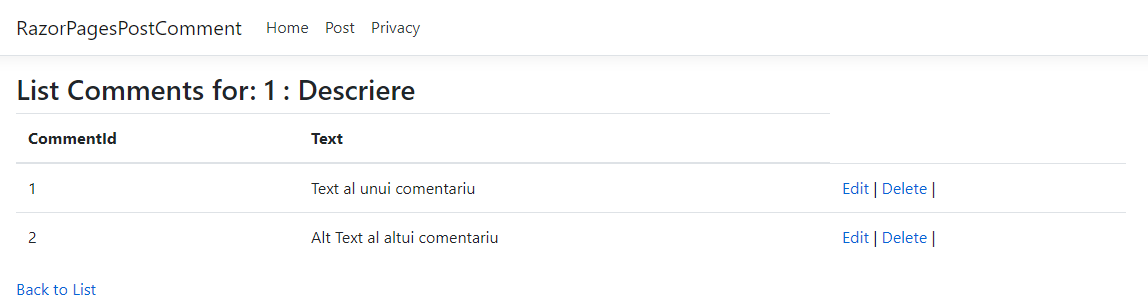 RazorPagesPostComment Home Post Privacy
List Comments for: 1 : Descriere
CommentId Text
1 Text al unui comentariu Edit | Delete |
2 Alt Text al altui comentariu Edit | Delete |
Back to List